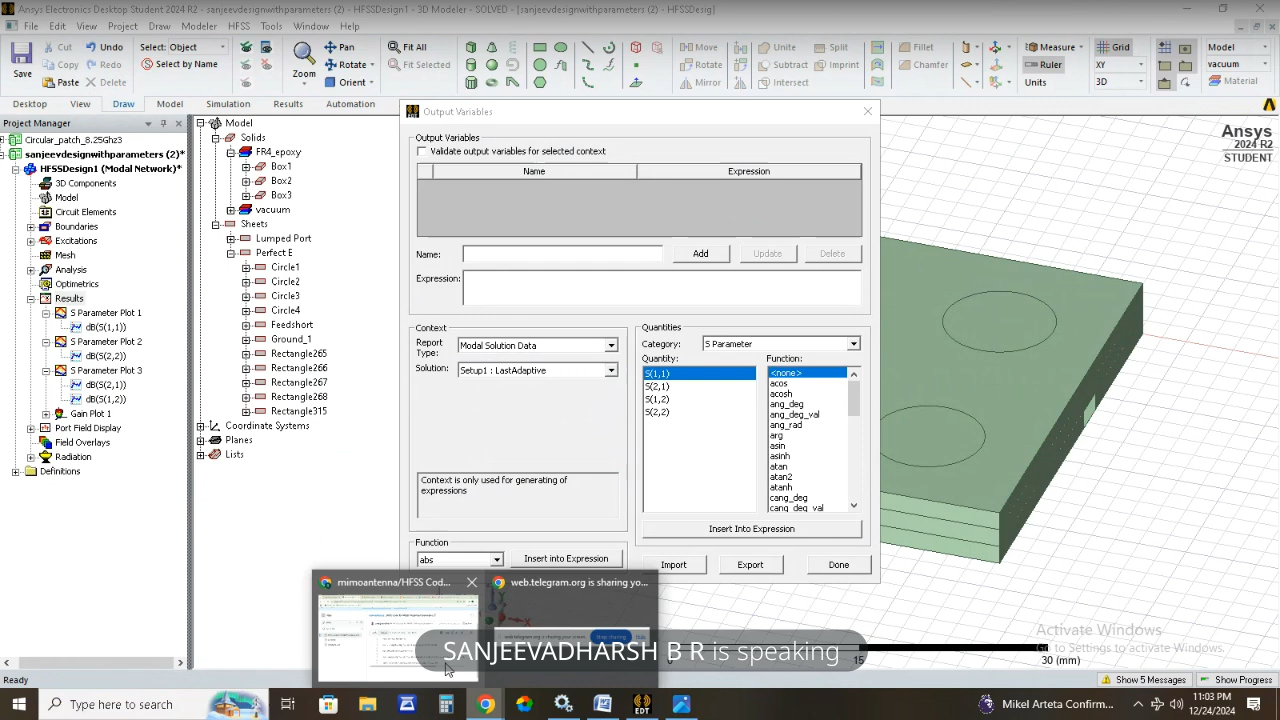 Ansys Electronics Desktop Student 2024 R2 - sanjeevdesignwithparameters (2) - HFSSDesign1 - 3D Modeler - SOLVED - [sanjeevdesignwithparameters (2) - HFSSDesig]
File Edit View Project Draw Modeler HFSS Tools Window Help
Save
Cut Undo
Copy Redo
Paste Delete
Select: Object
Select by Name
Zoom
Pan
Rotate
Orient
Fit All
Fit Selected
Move
Rotate
Mirror
Unite Split
Subtract Imprint
Intersect
Fillet
Chamfer
Measure
Ruler
Units
Grid
XY
3D
Model
vacuum
Material
Desktop View Draw Model Simulation Results Automation
Project Manager
Circular_patch_8.25Ghz3
sanjeevdesignwithparameters (2)*
HFSSDesign1 (Modal Network)*
3D Components
Model
Circuit Elements
Boundaries
Excitations
Mesh
Analysis
Optimetrics
Results
S Parameter Plot 1
dB(S(1,1))
S Parameter Plot 2
dB(S(2,2))
S Parameter Plot 3
dB(S(1,1))
dB(S(2,2))
Gain Plot 1
Port Field Display
Field Overlays
Radiation
Definitions
Model
Solids
FR4_epoxy
Box1
Box2
Box3
vacuum
Sheets
Lumped Port
Perfect E
Circle1
Circle2
Circle3
Circle4
Feedshort
Ground_1
Rectangle265
Rectangle266
Rectangle267
Rectangle268
Rectangle315
Coordinate Systems
Planes
Lists
Output Variables
Output Variables
Validate output variables for selected context
Name Expression
Name: Add Update Delete
Expression:
Context
Report Type: Modal Solution Data
Solution: Setup1 : LastAdaptive
Context is only used for generating of
expressions
Function
abs Insert into Expression
Quantities
Category: S Parameter
Quantity:
S(1,1)
S(2,1)
S(1,2)
S(2,2)
Function:
<none>
acos
acosh
ang_deg
ang_deg_val
ang_rad
arg
asin
asinh
atan
atan2
atanh
cang_deg
cang_deg_val
Insert Into Expression
Import
Ansys
2024 R2
STUDENT
mimoantenna/HFSS Cod...
web.telegram.org is sharing yo...
Stop sharing Hide
is speaking
15 30 (mm)
Activate Windows
Go to Settings to activate Windows.
Ready
Show 5 Messages Show Progress
Type here to search
EDT
Mikel Arteta Confirm...
11:03 PM
12/24/2024